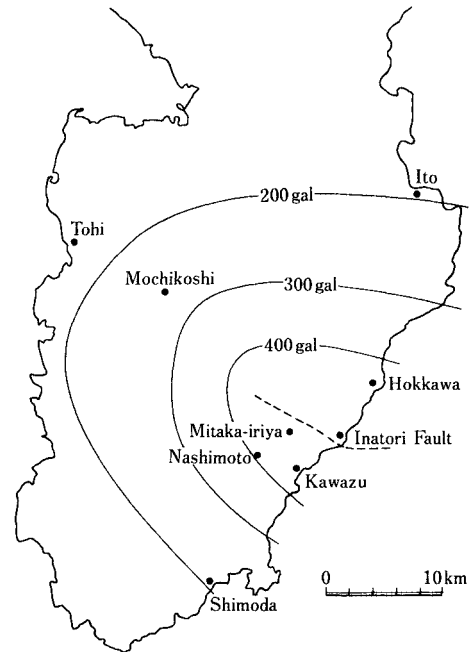 Ito
200 gal
Tohi
Mochikoshi
300 gal
400 gal
Hokkawa
Mitaka-iriya
Inatori Fault
Nashimoto
Kawazu
Shimoda
0 10 km